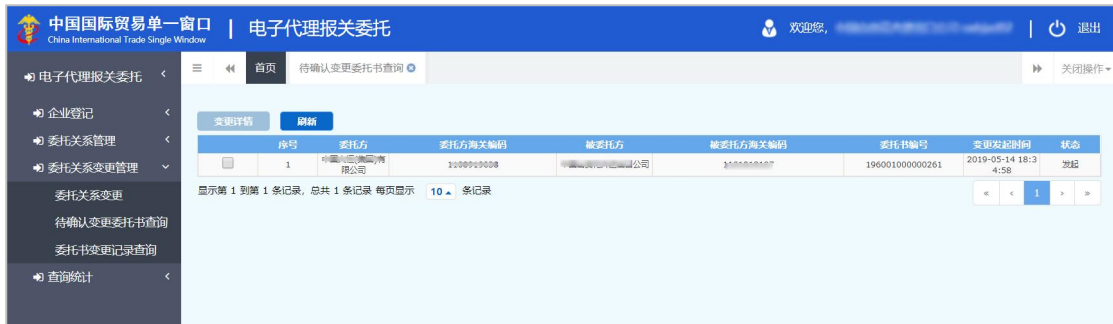 中国国际贸易单一窗口 | 电子代理报关委托 欢迎您, | 退出
China International Trade Single Window
电子代理报关委托 首页 待确认变更委托书查询 关闭操作
企业登记
变更详情 刷新
委托关系管理
序号 委托方 委托方海关编码 被委托方 被委托方海关编码 委托书编号 变更发起时间 状态
委托关系变更管理
1 限公司 公司 196001000000261 2019-05-14 18:34:58 发起
委托关系变更
显示第 1 到第 1 条记录, 总共 1 条记录 每页显示 10 条记录 « ‹ 1 › »
待确认变更委托书查询
委托书变更记录查询
查询统计